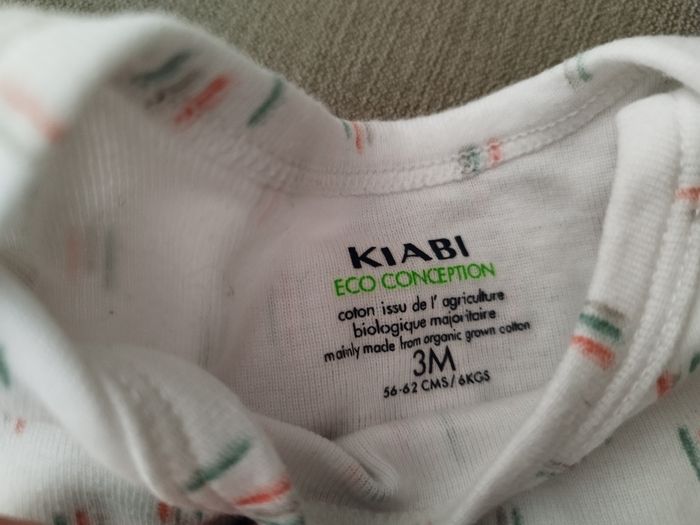 KIABI
ECO CONCEPTION
coton issu de l' agriculture
biologique majoritaire
mainly made from organic grown cotton
3M
56-62 CMS/6KGS